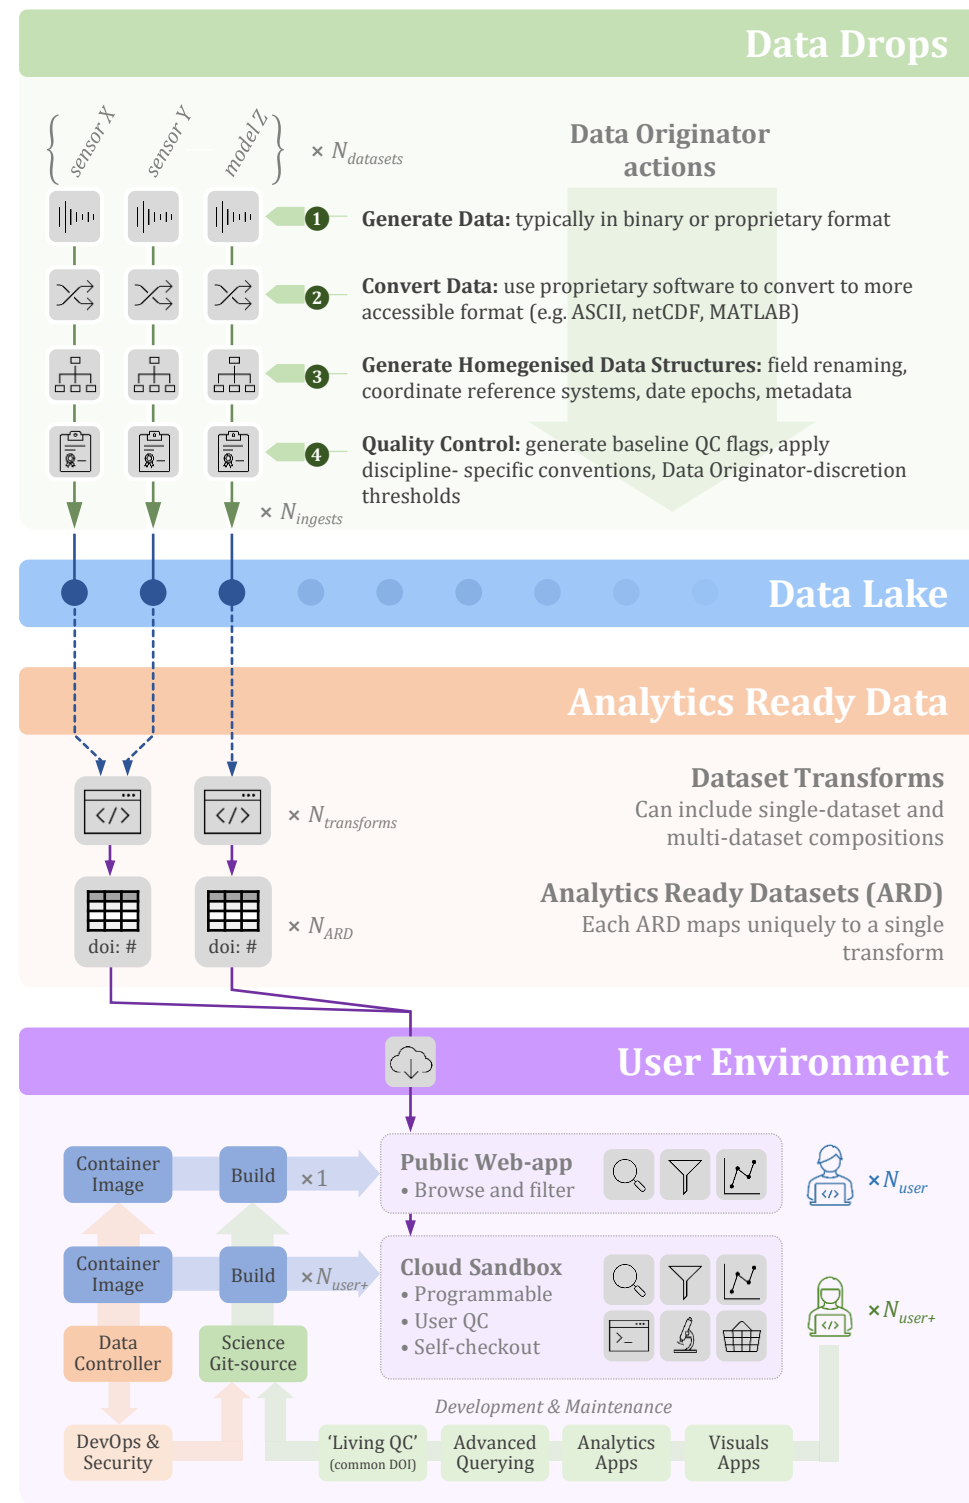 Data Drops
sensor X
sensor Y
model Z
× N_datasets
Data Originator
actions
1
Generate Data: typically in binary or proprietary format
2
Convert Data: use proprietary software to convert to more
accessible format (e.g. ASCII, netCDF, MATLAB)
3
Generate Homegenised Data Structures: field renaming,
coordinate reference systems, date epochs, metadata
4
Quality Control: generate baseline QC flags, apply
discipline- specific conventions, Data Originator-discretion
thresholds
× N_ingests
Data Lake
Analytics Ready Data
</>
</>
× N_transforms
Dataset Transforms
Can include single-dataset and
multi-dataset compositions
doi: #
doi: #
× N_ARD
Analytics Ready Datasets (ARD)
Each ARD maps uniquely to a single
transform
User Environment
Container
Image
Build
× 1
Public Web-app
• Browse and filter
</>
× N_user
Container
Image
Build
× N_user+
Cloud Sandbox
• Programmable
• User QC
• Self-checkout
>_
</>
× N_user+
Data
Controller
Science
Git-source
Development & Maintenance
DevOps &
Security
'Living QC'
(common DOI)
Advanced
Querying
Analytics
Apps
Visuals
Apps